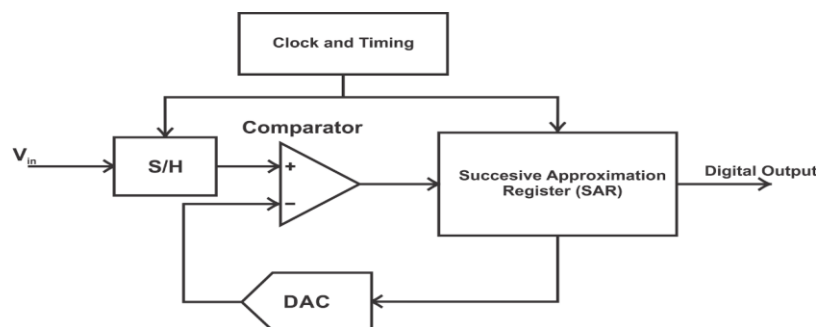 Clock and Timing
Comparator
Vin
S/H
+
−
Succesive Approximation
Register (SAR)
Digital Output
DAC